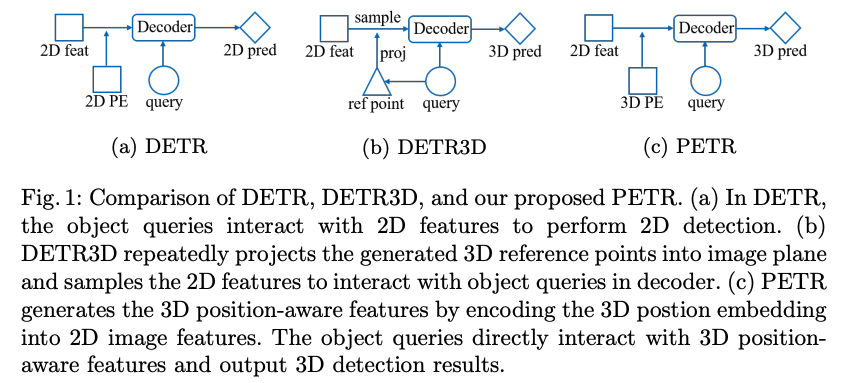 2D feat
Decoder
2D pred
2D PE
query
(a) DETR
sample
2D feat
proj
Decoder
3D pred
ref point
query
(b) DETR3D
2D feat
Decoder
3D pred
3D PE
query
(c) PETR
Fig. 1: Comparison of DETR, DETR3D, and our proposed PETR. (a) In DETR,
the object queries interact with 2D features to perform 2D detection. (b)
DETR3D repeatedly projects the generated 3D reference points into image plane
and samples the 2D features to interact with object queries in decoder. (c) PETR
generates the 3D position-aware features by encoding the 3D postion embedding
into 2D image features. The object queries directly interact with 3D position-
aware features and output 3D detection results.